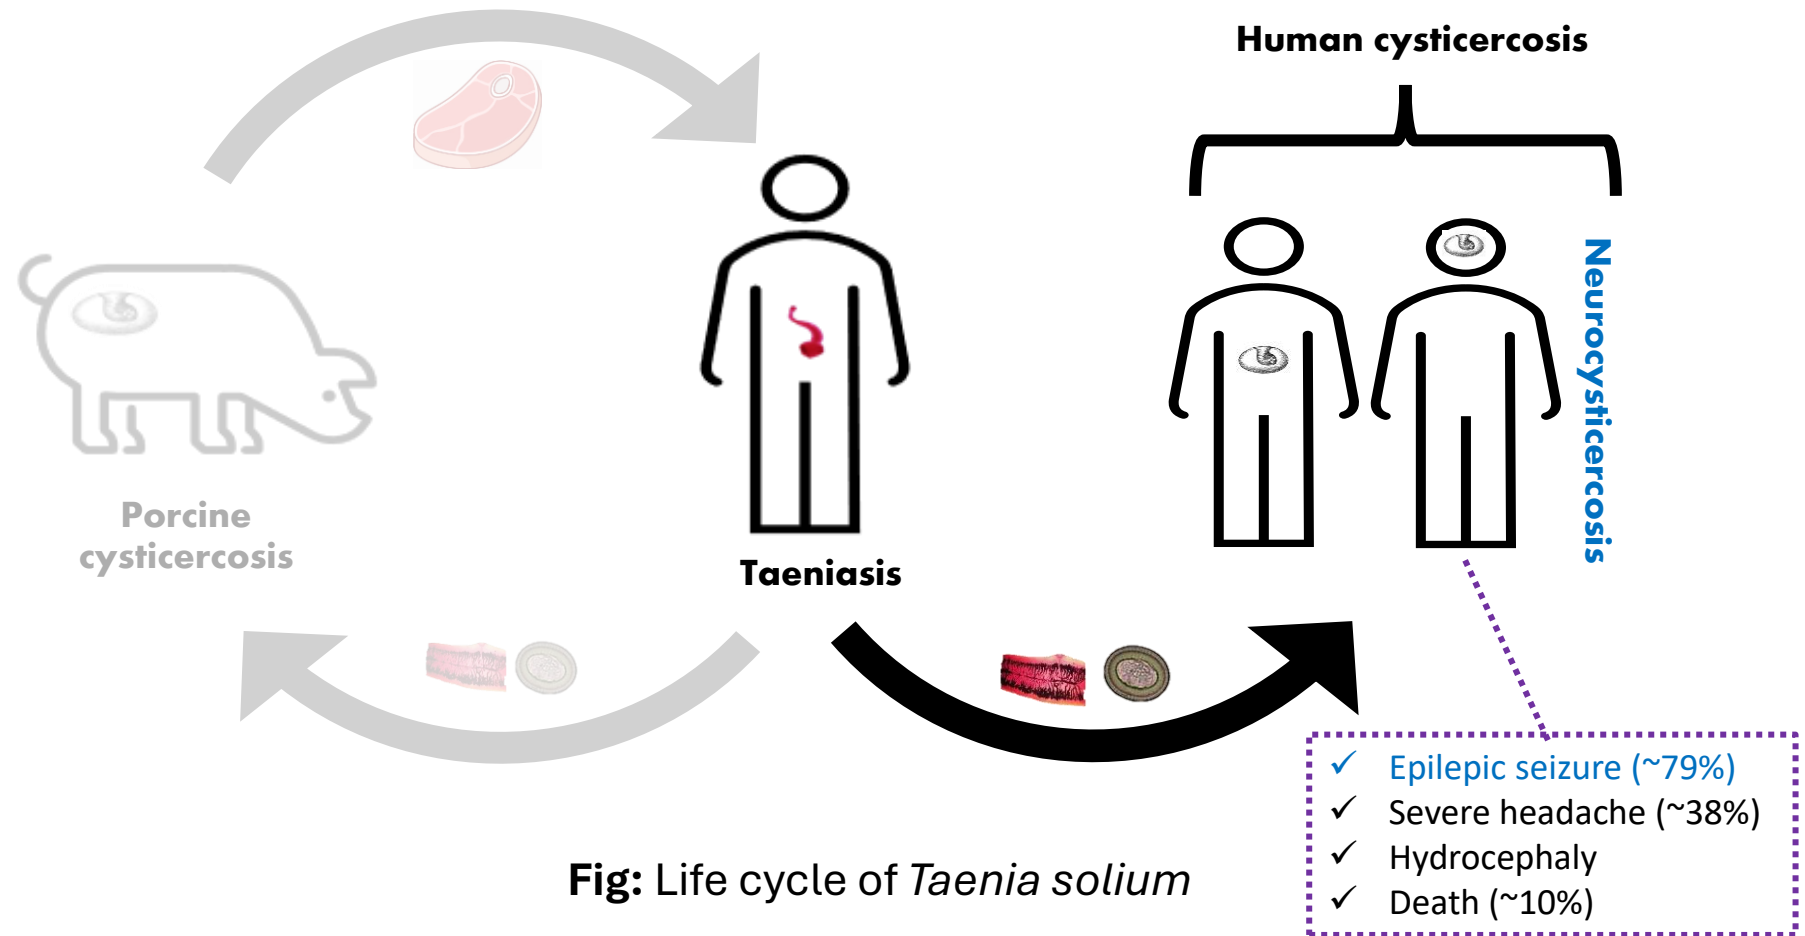 Human cysticercosis
Neurocysticercosis
Porcine
cysticercosis
Taeniasis
✓ Epilepic seizure (~79%)
✓ Severe headache (~38%)
✓ Hydrocephaly
✓ Death (~10%)
Fig: Life cycle of Taenia solium